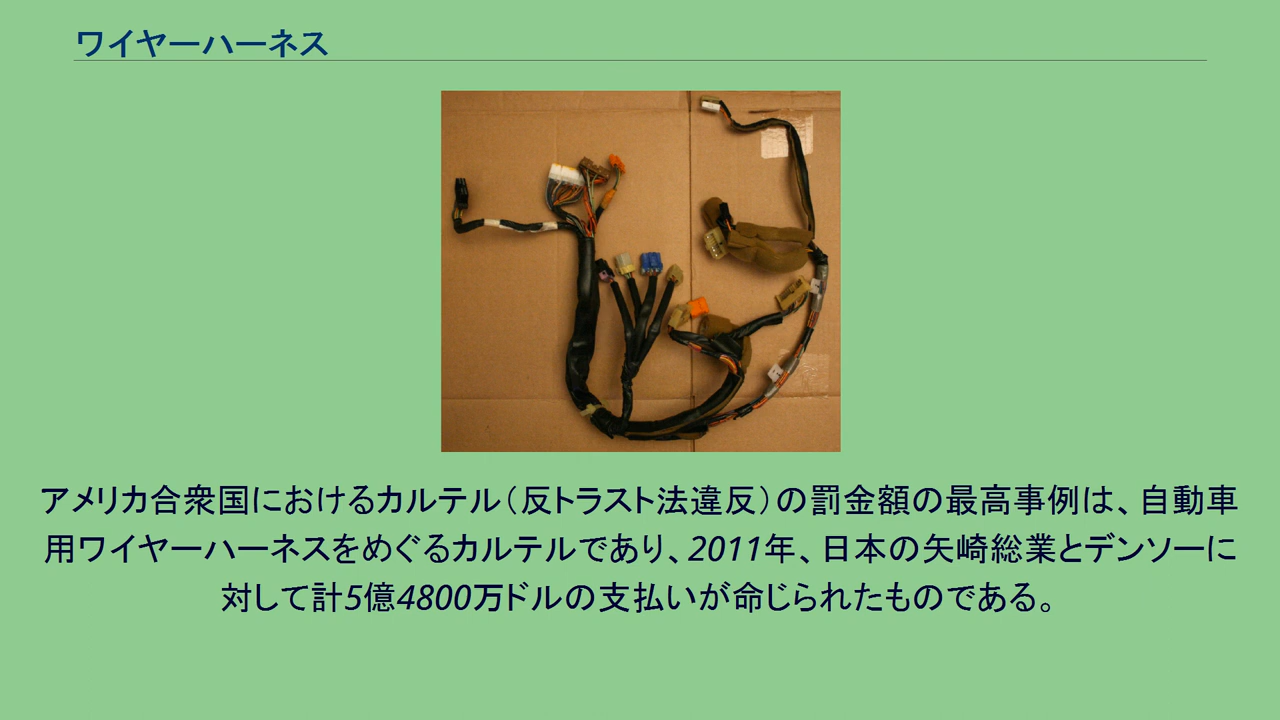 ワイヤーハーネス
アメリカ合衆国におけるカルテル（反トラスト法違反）の罰金額の最高事例は、自動車
用ワイヤーハーネスをめぐるカルテルであり、2011年、日本の矢崎総業とデンソーに
対して計5億4800万ドルの支払いが命じられたものである。